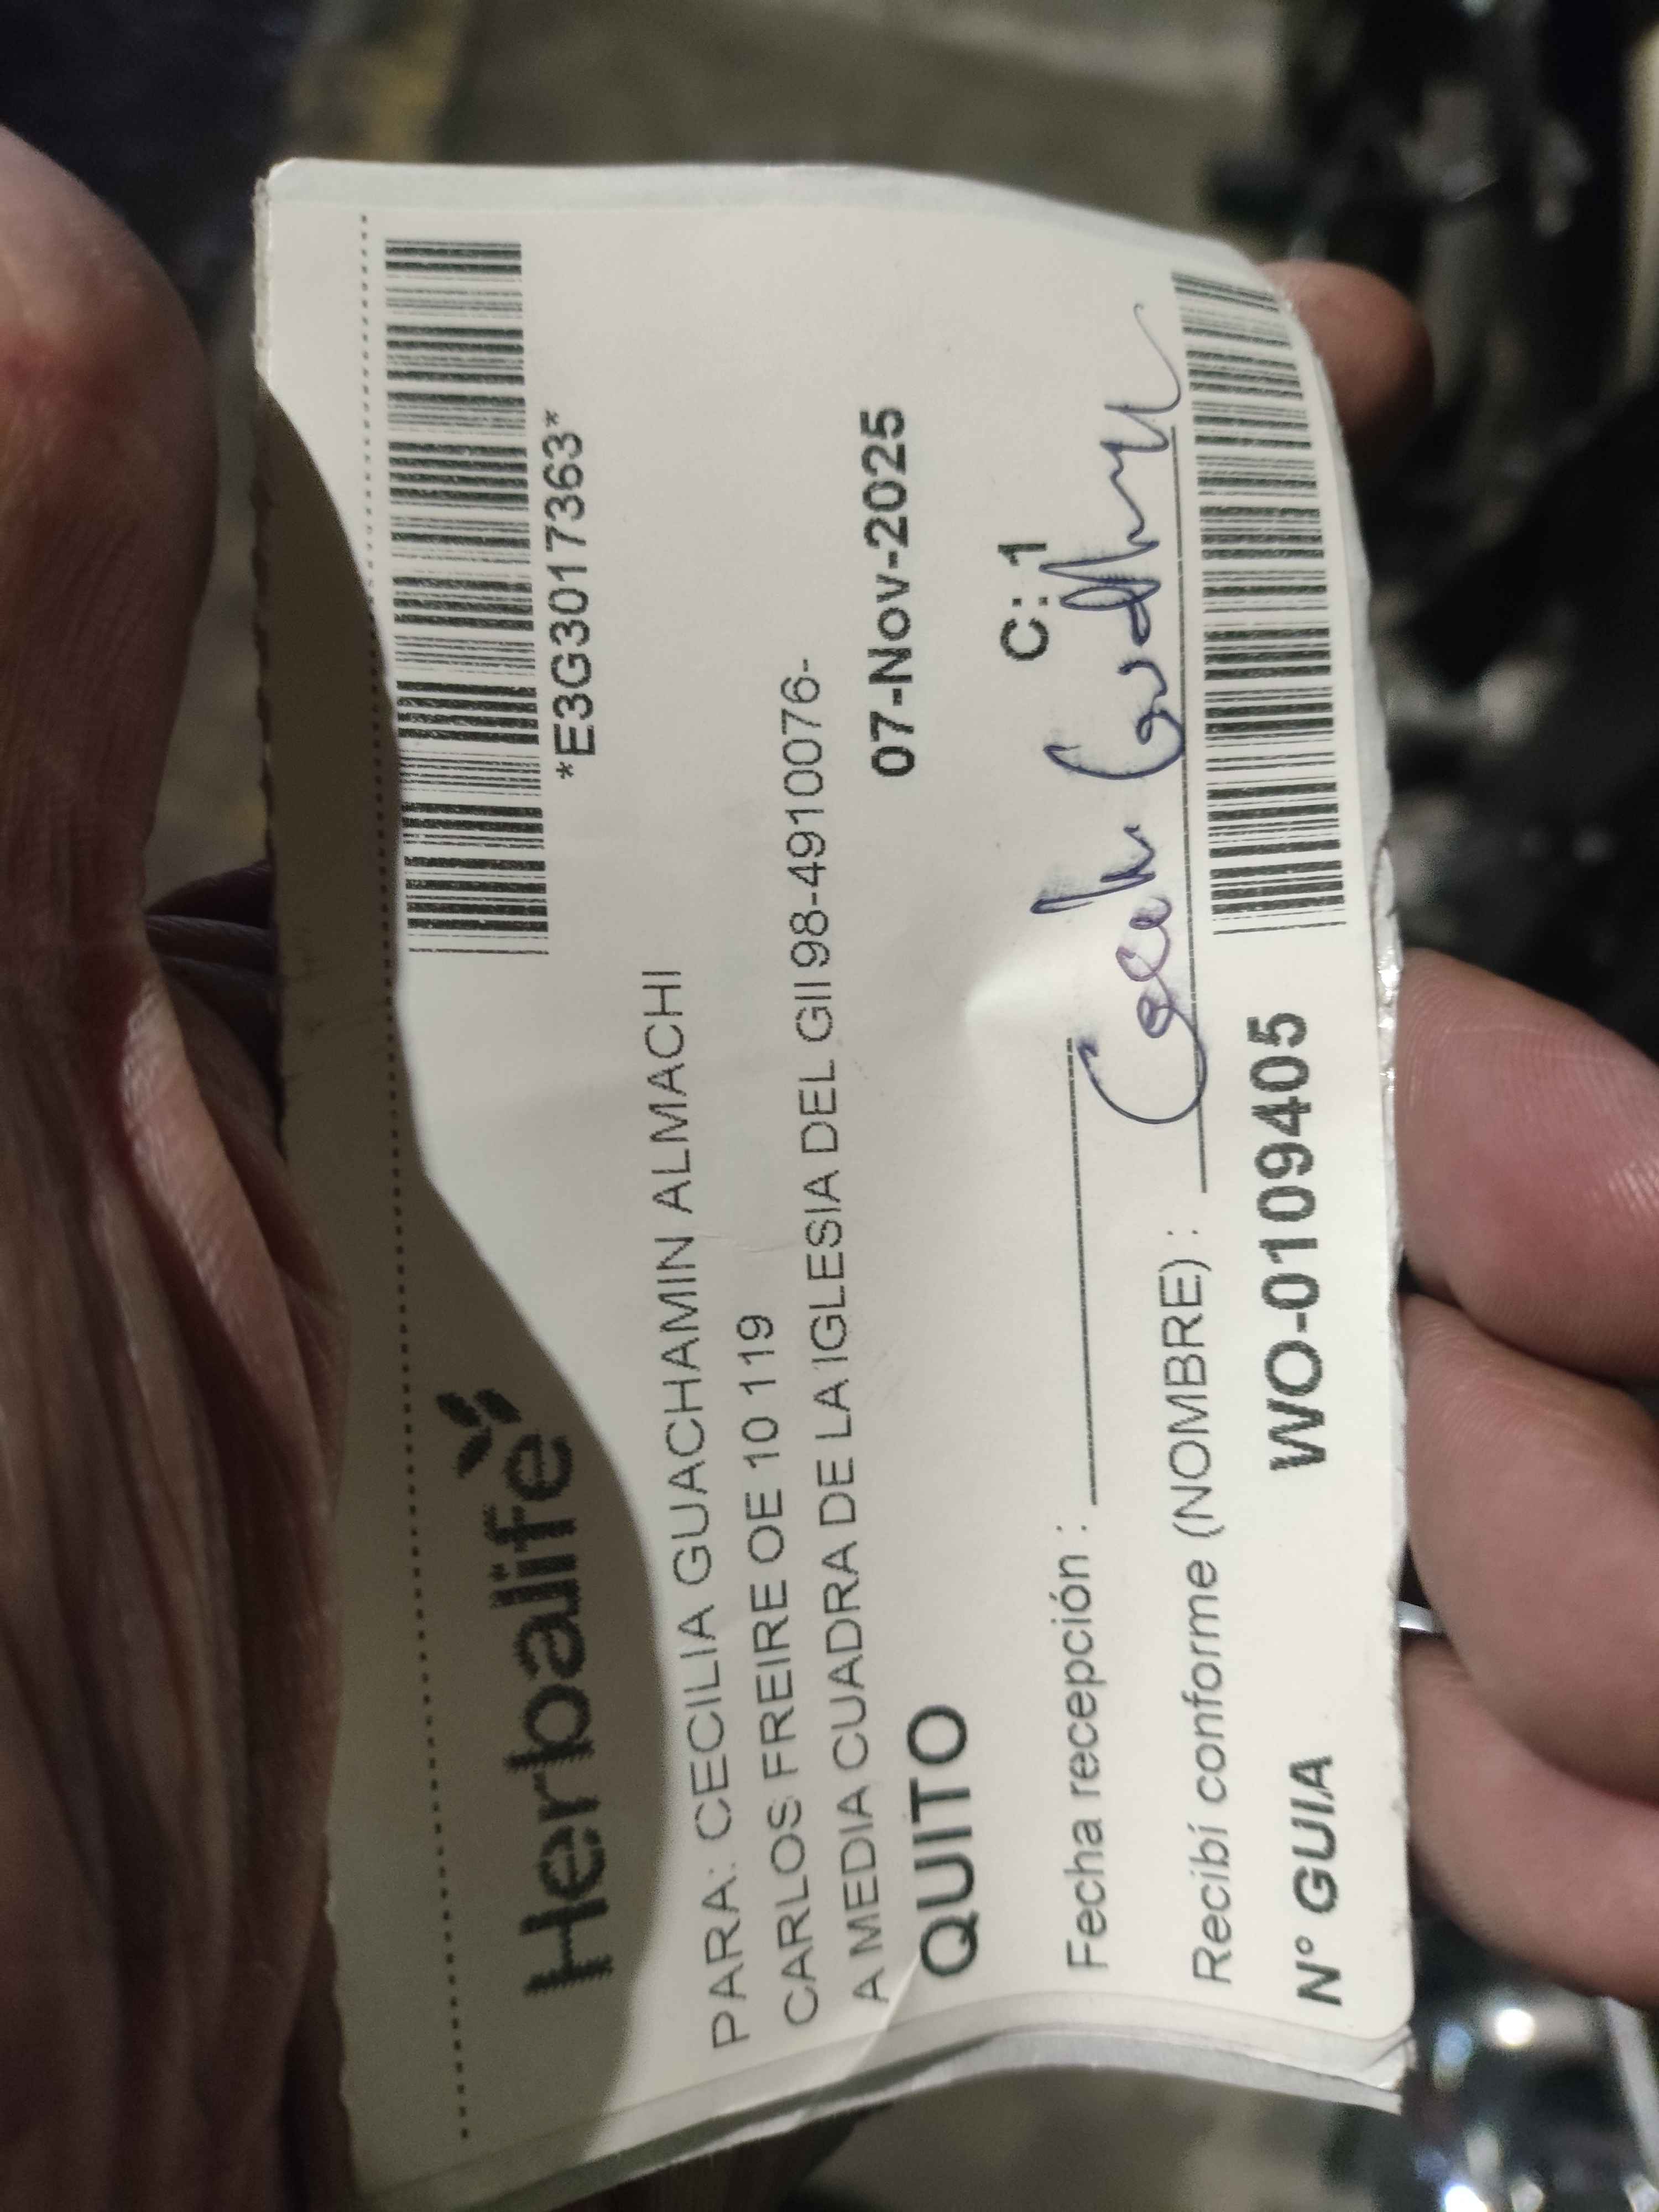 Herbalife
*E3G3017363*
PARA: CECILIA GUACHAMIN ALMACHI
CARLOS FREIRE OE 10 119
A MEDIA CUADRA DE LA IGLESIA DEL GII 98-4910076-
QUITO 07-Nov-2025
C: 1
Fecha recepción :
Recibí conforme (NOMBRE) :
N° GUIA WO-0109405